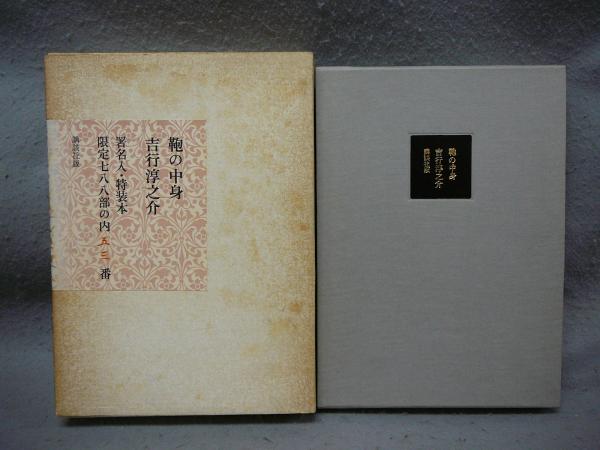 鞄の中身
吉行淳之介
署名入・特装本
限定七八八部の内 五三 番
講談社版
鞄の中身
吉行淳之介
講談社版